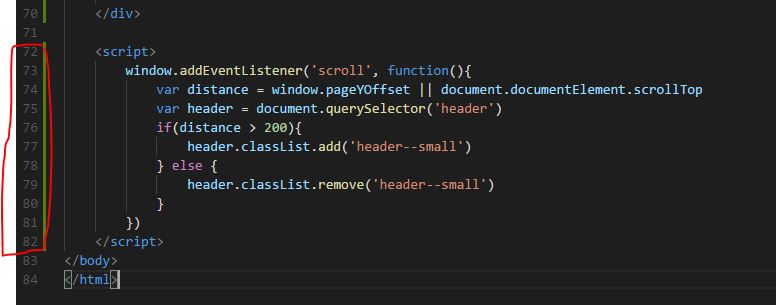 70         </div>
71
72     <script>
73         window.addEventListener('scroll', function(){
74             var distance = window.pageYOffset || document.documentElement.scrollTop
75             var header = document.querySelector('header')
76             if(distance > 200){
77                 header.classList.add('header--small')
78             } else {
79                 header.classList.remove('header--small')
80             }
81         })
82     </script>
83 </body>
84 </html>